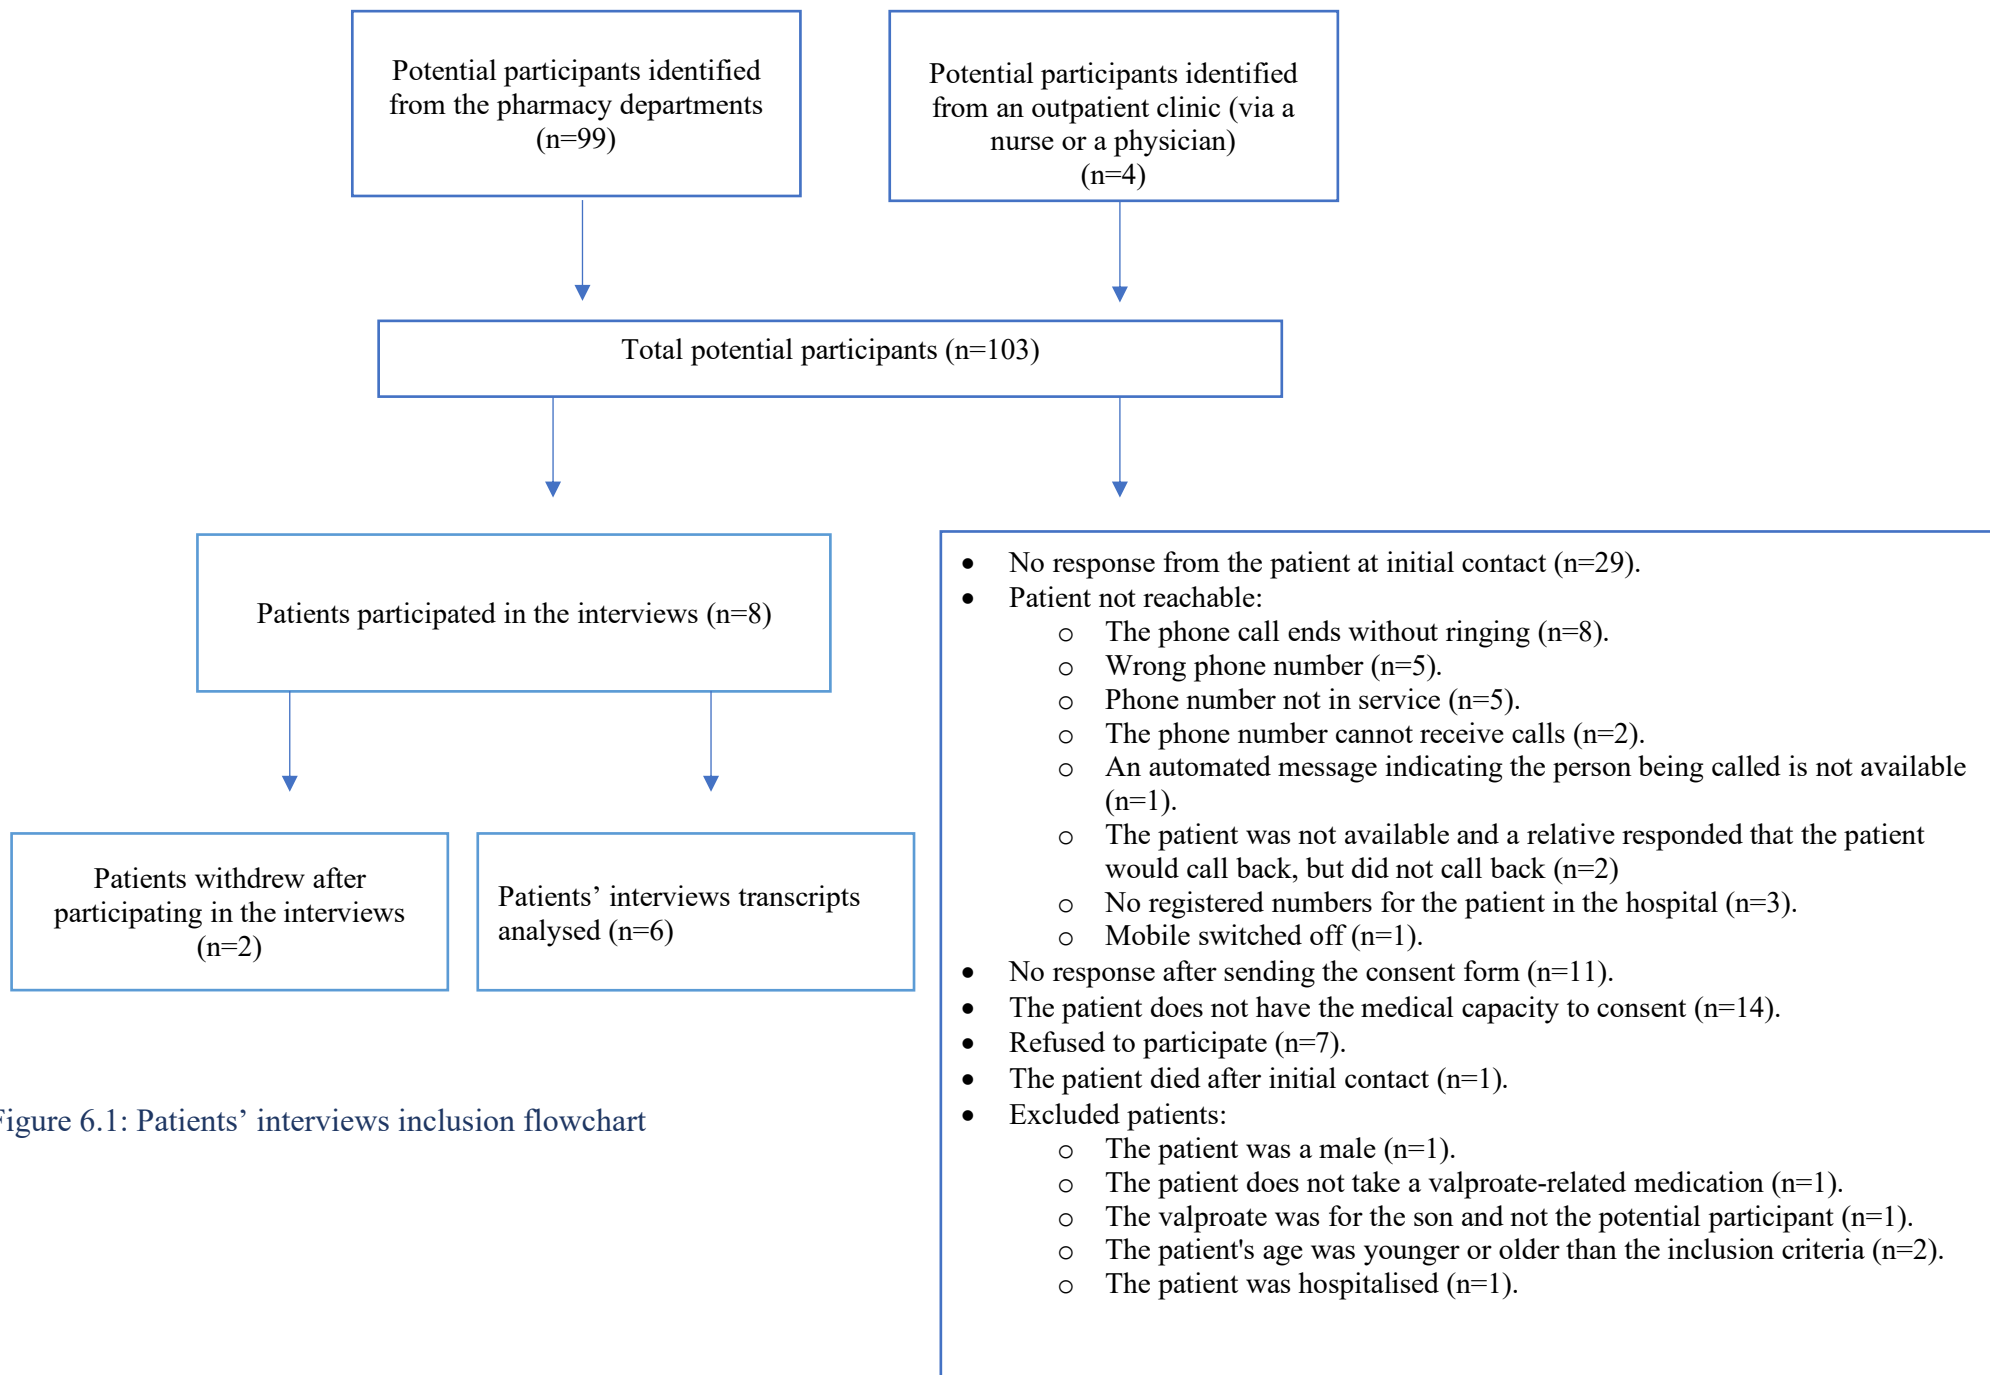 Potential participants identified
from the pharmacy departments
(n=99)
Potential participants identified
from an outpatient clinic (via a
nurse or a physician)
(n=4)
Total potential participants (n=103)
Patients participated in the interviews (n=8)
Patients withdrew after
participating in the interviews
(n=2)
Patients’ interviews transcripts
analysed (n=6)
• No response from the patient at initial contact (n=29).
• Patient not reachable:
o The phone call ends without ringing (n=8).
o Wrong phone number (n=5).
o Phone number not in service (n=5).
o The phone number cannot receive calls (n=2).
o An automated message indicating the person being called is not available
(n=1).
o The patient was not available and a relative responded that the patient
would call back, but did not call back (n=2)
o No registered numbers for the patient in the hospital (n=3).
o Mobile switched off (n=1).
• No response after sending the consent form (n=11).
• The patient does not have the medical capacity to consent (n=14).
• Refused to participate (n=7).
• The patient died after initial contact (n=1).
• Excluded patients:
o The patient was a male (n=1).
o The patient does not take a valproate-related medication (n=1).
o The valproate was for the son and not the potential participant (n=1).
o The patient's age was younger or older than the inclusion criteria (n=2).
o The patient was hospitalised (n=1).
Figure 6.1: Patients’ interviews inclusion flowchart